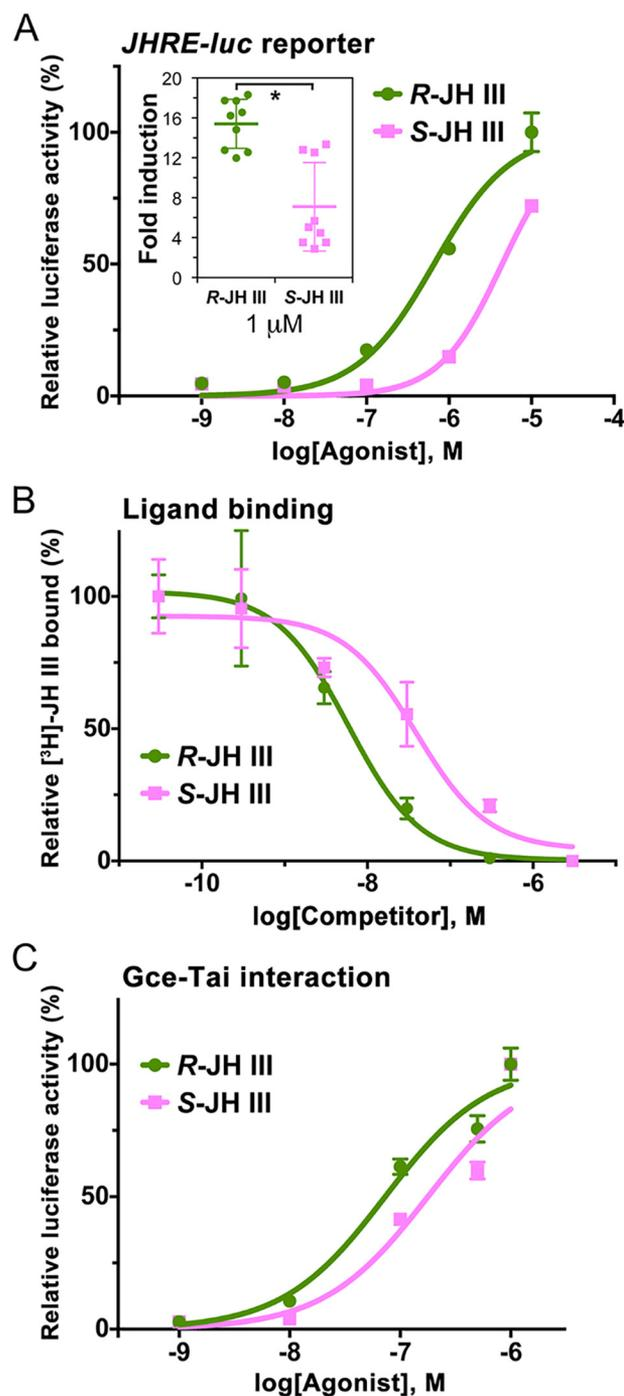 A
JHRE-luc reporter
Relative luciferase activity (%)
100
50
0
Fold induction
20
16
12
8
4
0
*
R-JH III S-JH III
1 μM
R-JH III
S-JH III
-9 -8 -7 -6 -5 -4
log[Agonist], M
B
Ligand binding
Relative [³H]-JH III bound (%)
100
50
0
R-JH III
S-JH III
-10 -8 -6
log[Competitor], M
C
Gce-Tai interaction
Relative luciferase activity (%)
100
50
0
R-JH III
S-JH III
-9 -8 -7 -6
log[Agonist], M